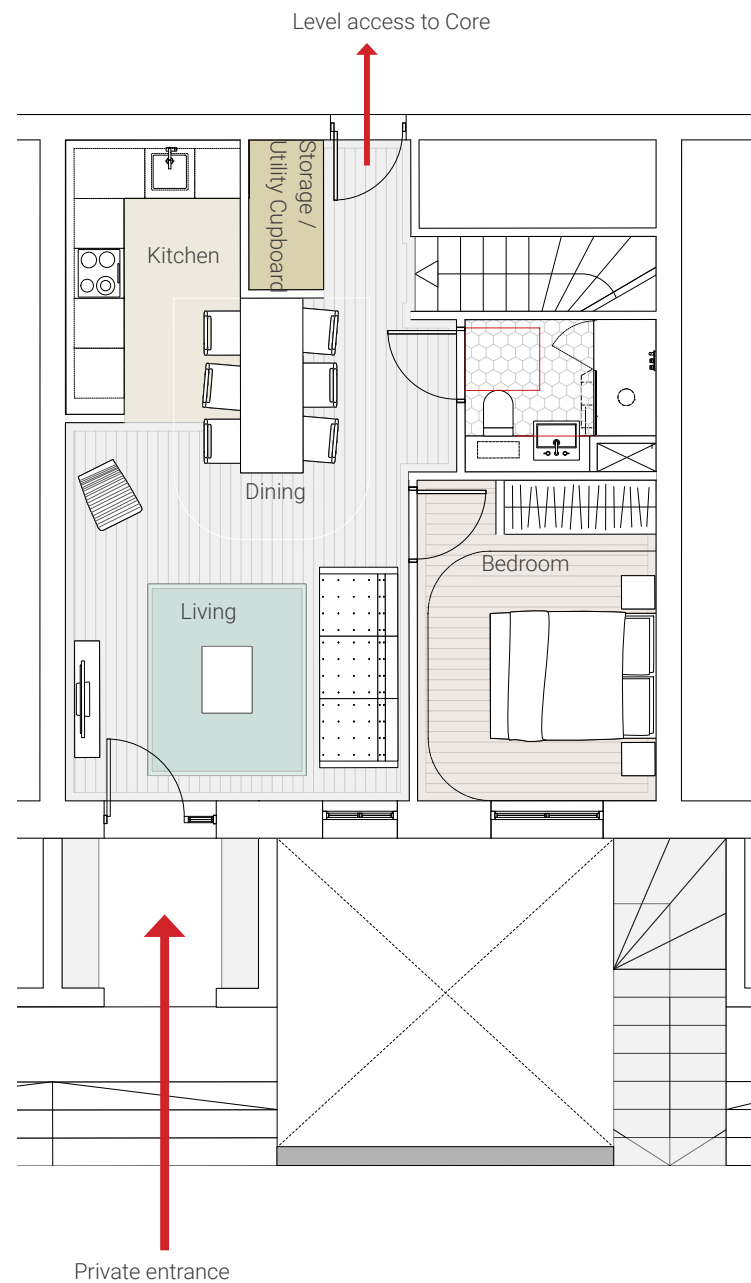 Level access to Core
Storage /
Utility Cupboard
Kitchen
Dining
Bedroom
Living
Private entrance